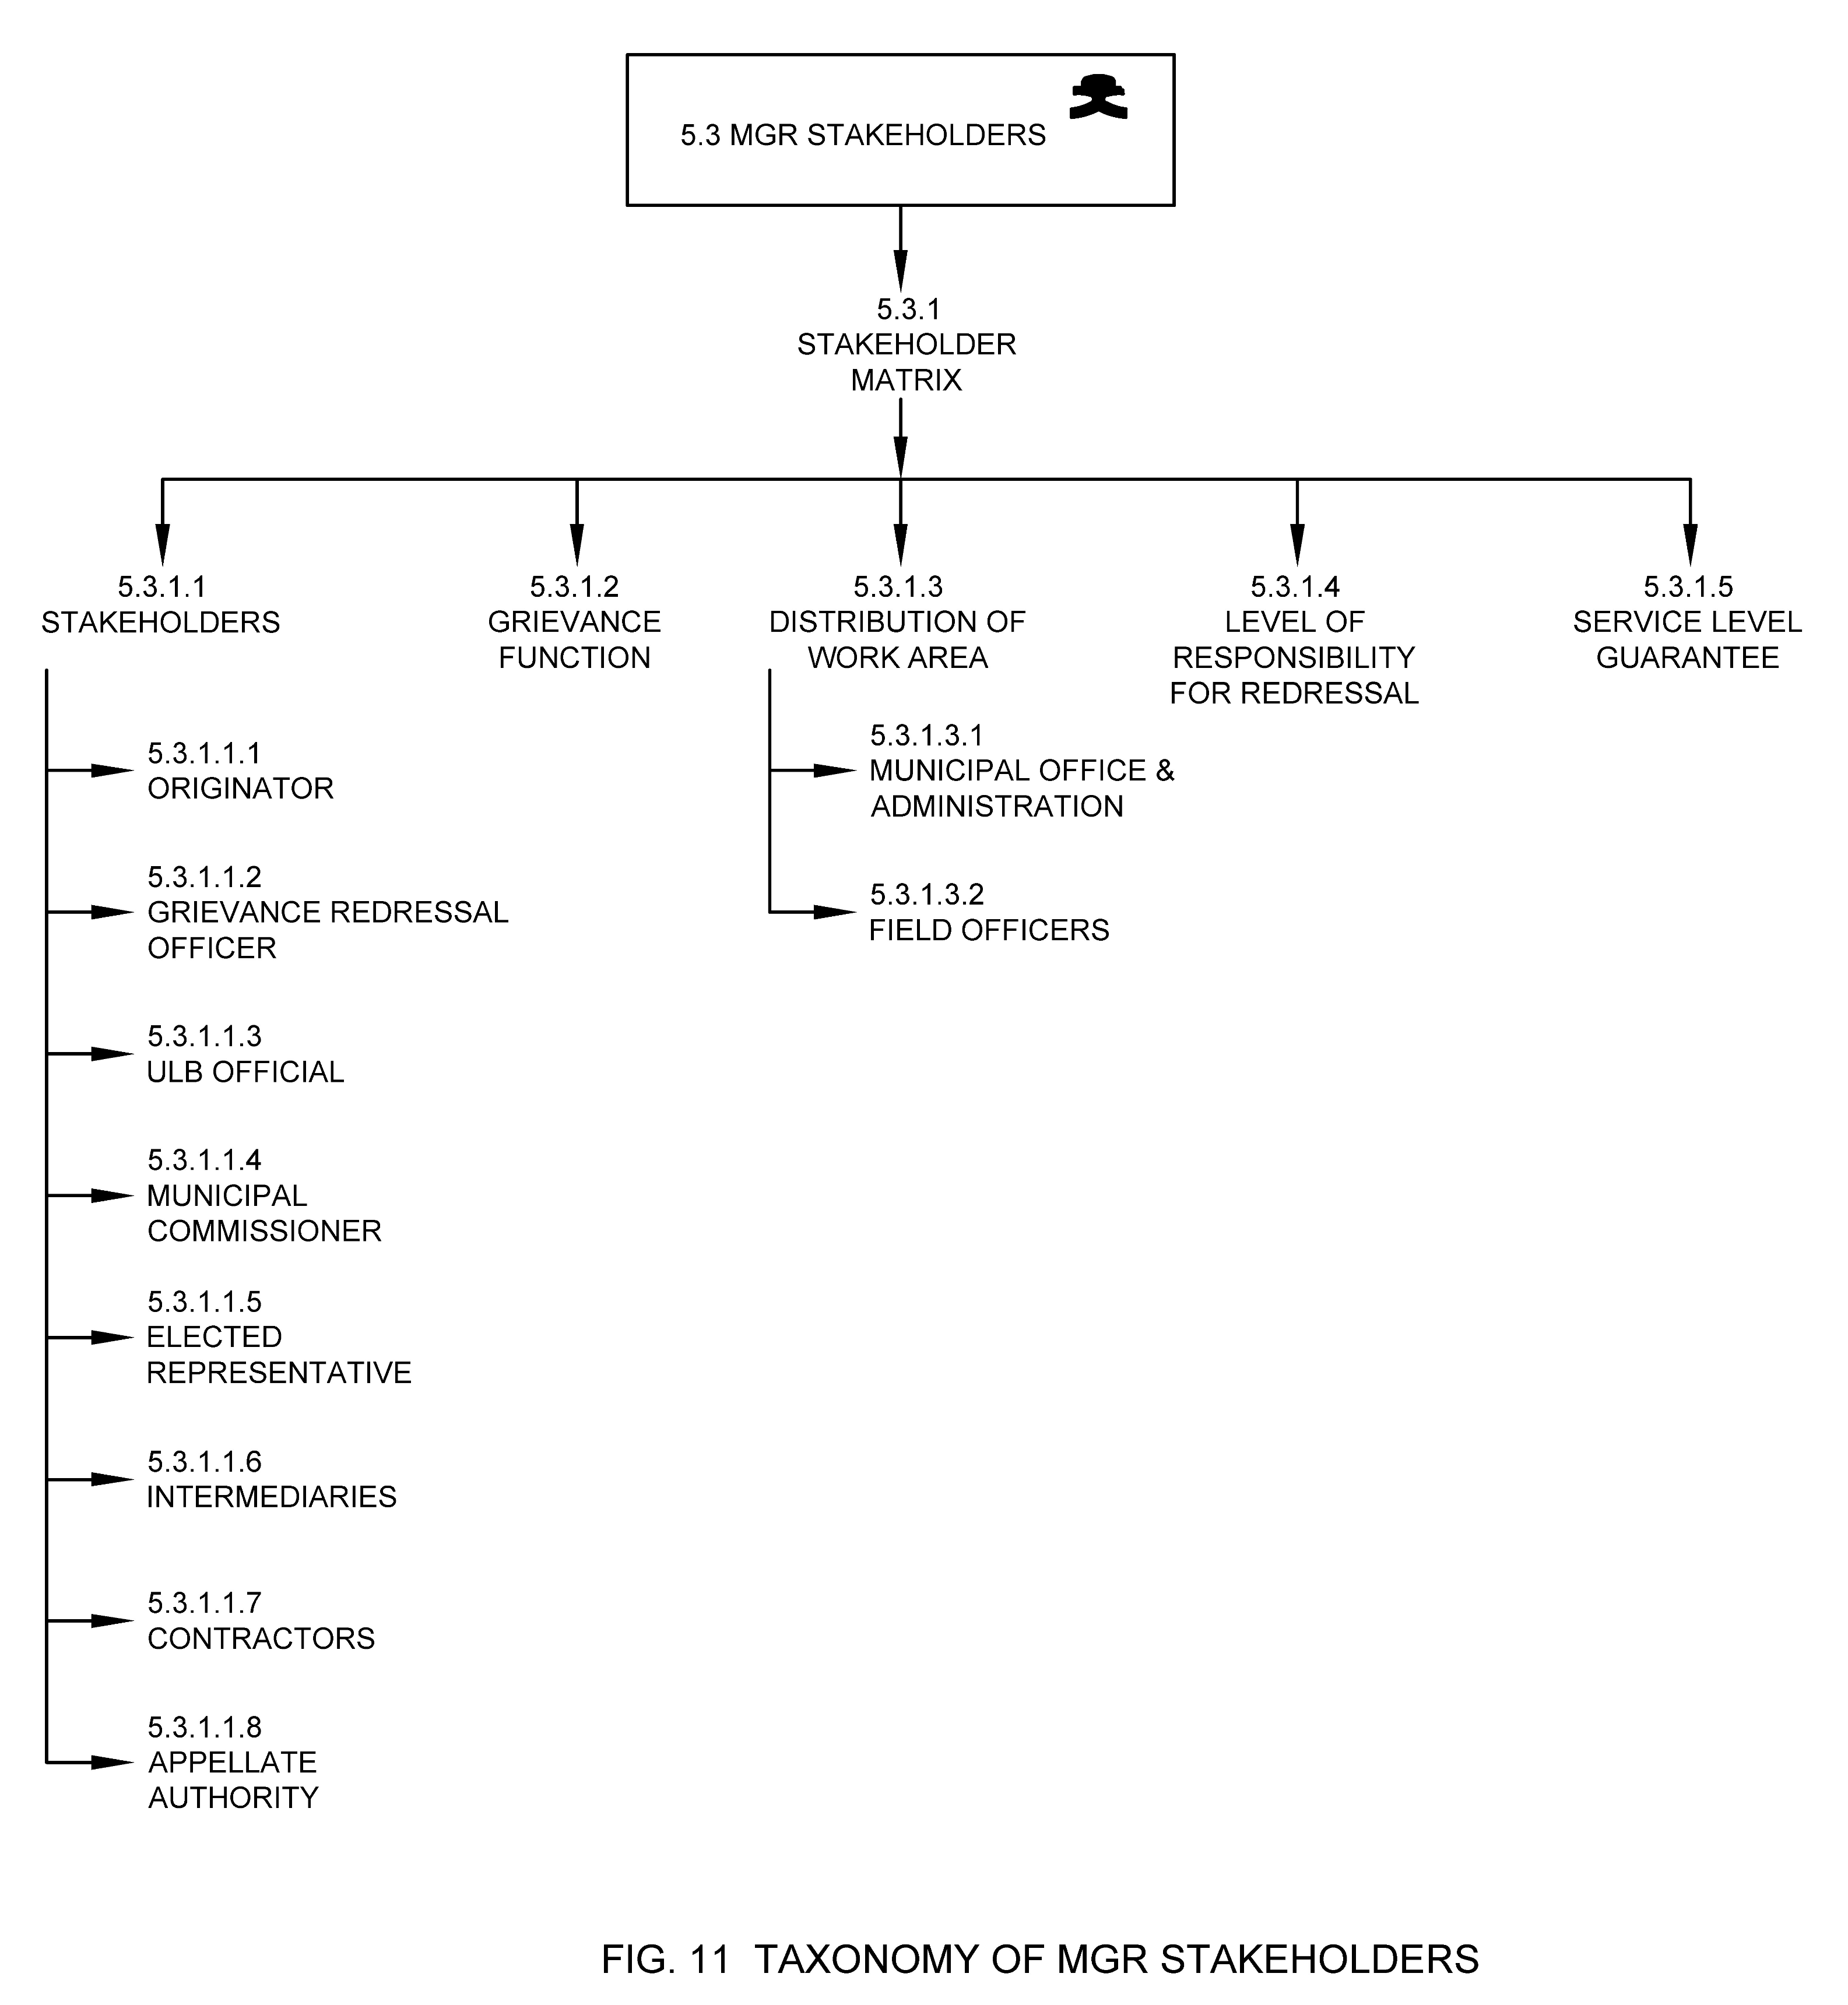 5.3 MGR STAKEHOLDERS
5.3.1
STAKEHOLDER
MATRIX
5.3.1.1
STAKEHOLDERS
5.3.1.2
GRIEVANCE
FUNCTION
5.3.1.3
DISTRIBUTION OF
WORK AREA
5.3.1.4
LEVEL OF
RESPONSIBILITY
FOR REDRESSAL
5.3.1.5
SERVICE LEVEL
GUARANTEE
5.3.1.1.1
ORIGINATOR
5.3.1.1.2
GRIEVANCE REDRESSAL
OFFICER
5.3.1.1.3
ULB OFFICIAL
5.3.1.1.4
MUNICIPAL
COMMISSIONER
5.3.1.1.5
ELECTED
REPRESENTATIVE
5.3.1.1.6
INTERMEDIARIES
5.3.1.1.7
CONTRACTORS
5.3.1.1.8
APPELLATE
AUTHORITY
5.3.1.3.1
MUNICIPAL OFFICE &
ADMINISTRATION
5.3.1.3.2
FIELD OFFICERS
FIG. 11 TAXONOMY OF MGR STAKEHOLDERS